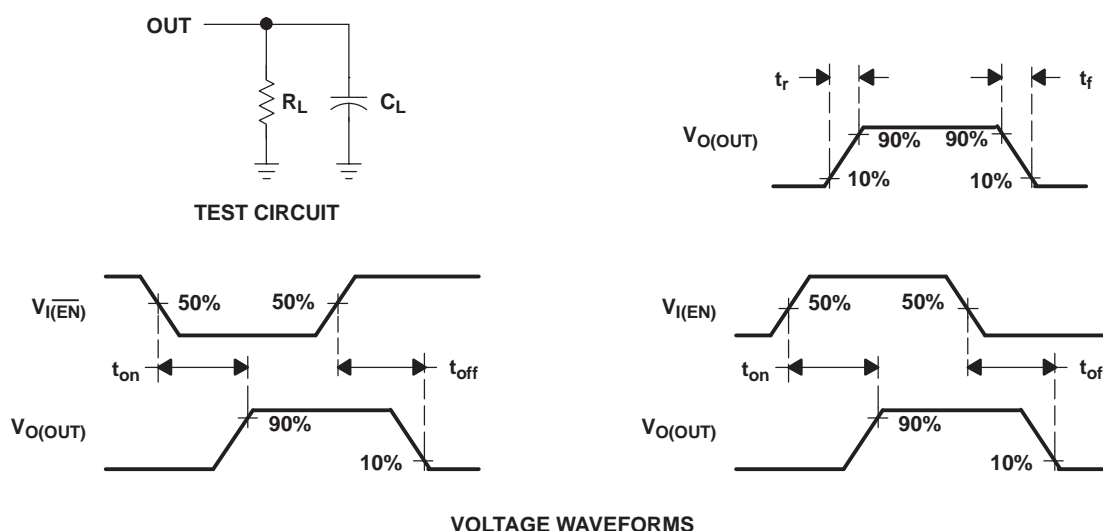 OUT
R_L
C_L
TEST CIRCUIT
t_r
t_f
V_O(OUT)
90%
90%
10%
10%
V_I(E̅N̅)
50%
50%
t_on
t_off
V_O(OUT)
90%
10%
V_I(EN)
50%
50%
t_on
t_of
V_O(OUT)
90%
10%
VOLTAGE WAVEFORMS